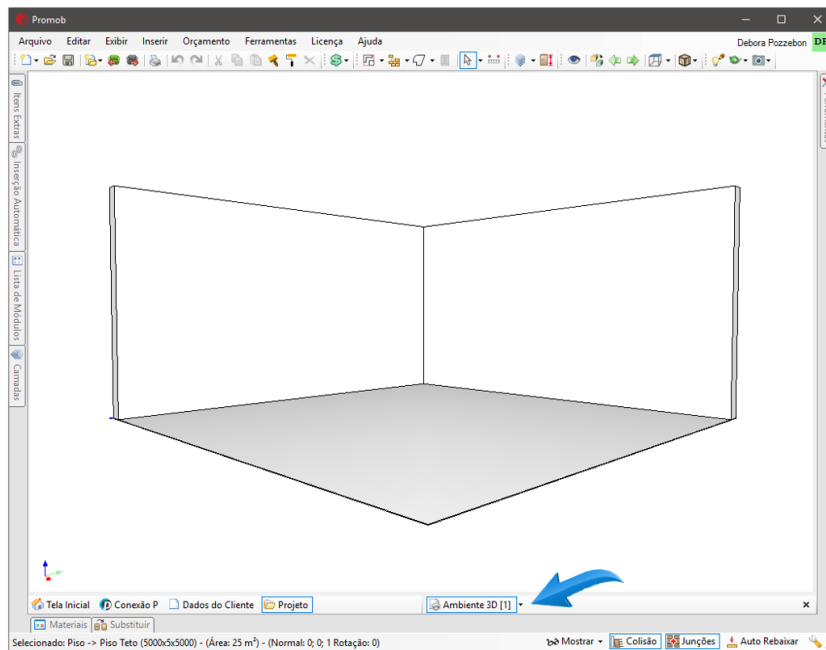 Promob
Arquivo Editar Exibir Inserir Orçamento Ferramentas Licença Ajuda
Debora Pozzebon DE
Itens Extras
Inserção Automática
Lista de Módulos
Camadas
Tela Inicial Conexão P Dados do Cliente Projeto Ambiente 3D [1]
Materiais Substituir
Selecionado: Piso -> Piso Teto (5000x5x5000) - (Área: 25 m²) - (Normal: 0; 0; 1 Rotação: 0) Mostrar Colisão Junções Auto Rebaixar